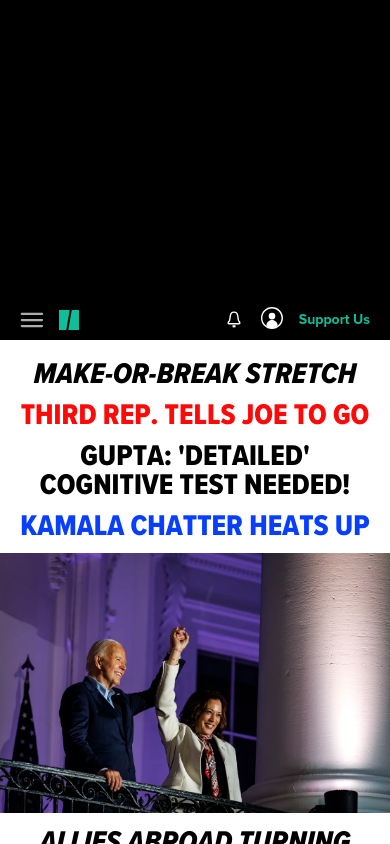 Support Us
MAKE-OR-BREAK STRETCH
THIRD REP. TELLS JOE TO GO
GUPTA: 'DETAILED'
COGNITIVE TEST NEEDED!
KAMALA CHATTER HEATS UP
ALLIES ABROAD TURNING